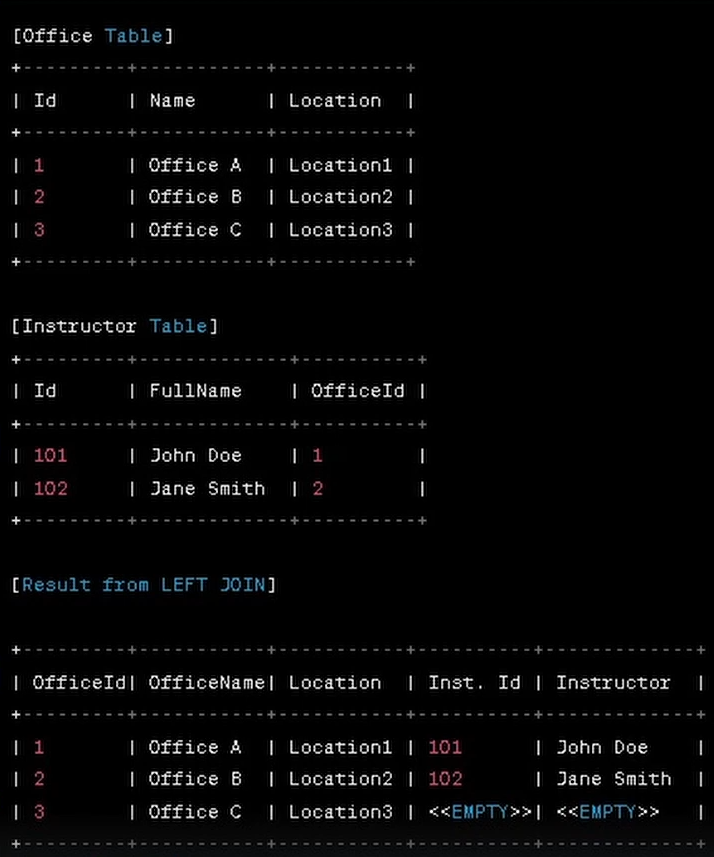 [Office Table]
+---------+-----------+-----------+
| Id | Name | Location |
+---------+-----------+-----------+
| 1 | Office A | Location1 |
| 2 | Office B | Location2 |
| 3 | Office C | Location3 |
+---------+-----------+-----------+
[Instructor Table]
+---------+-------------+----------+
| Id | FullName | OfficeId |
+---------+-------------+----------+
| 101 | John Doe | 1 |
| 102 | Jane Smith | 2 |
+---------+-------------+----------+
[Result from LEFT JOIN]
+---------+-----------+-----------+---------+-------------+
| OfficeId| OfficeName| Location | Inst. Id | Instructor |
+---------+-----------+-----------+---------+-------------+
| 1 | Office A | Location1 | 101 | John Doe |
| 2 | Office B | Location2 | 102 | Jane Smith |
| 3 | Office C | Location3 | <<EMPTY>>| <<EMPTY>> |
+---------+-----------+-----------+---------+-------------+